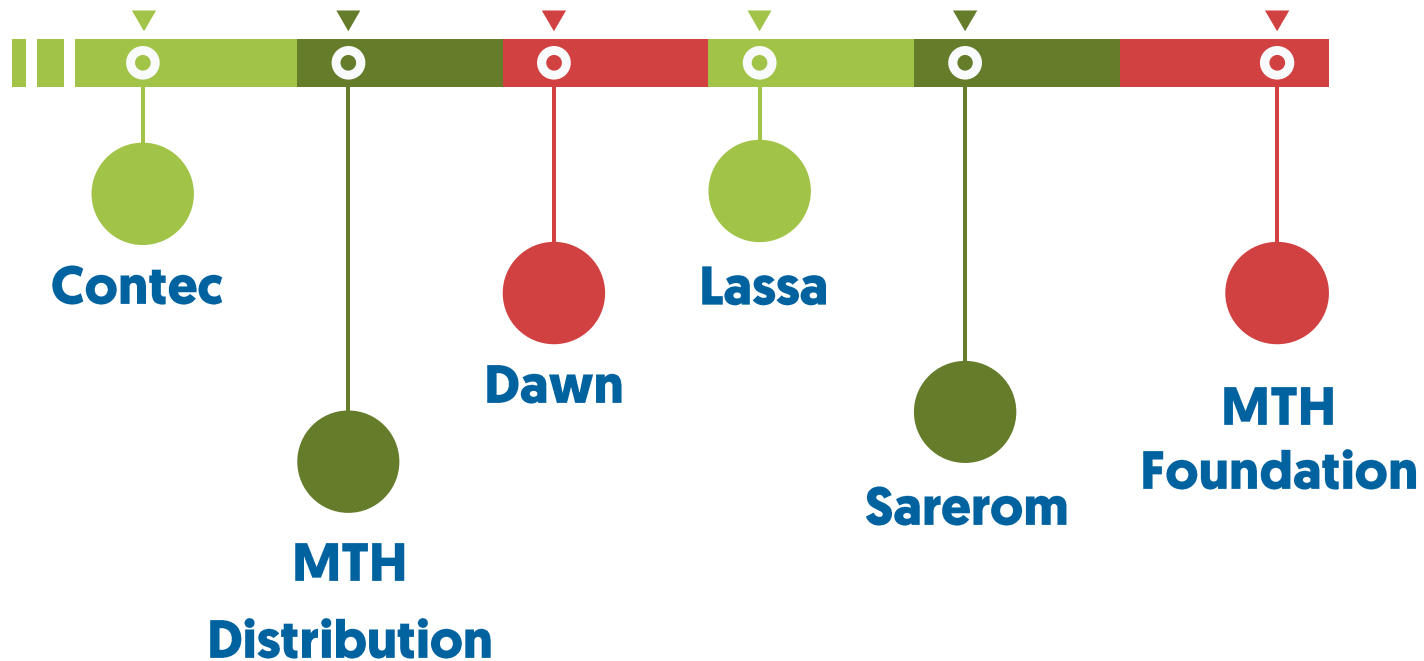 Contec
MTH
Distribution
Dawn
Lassa
Sarerom
MTH
Foundation